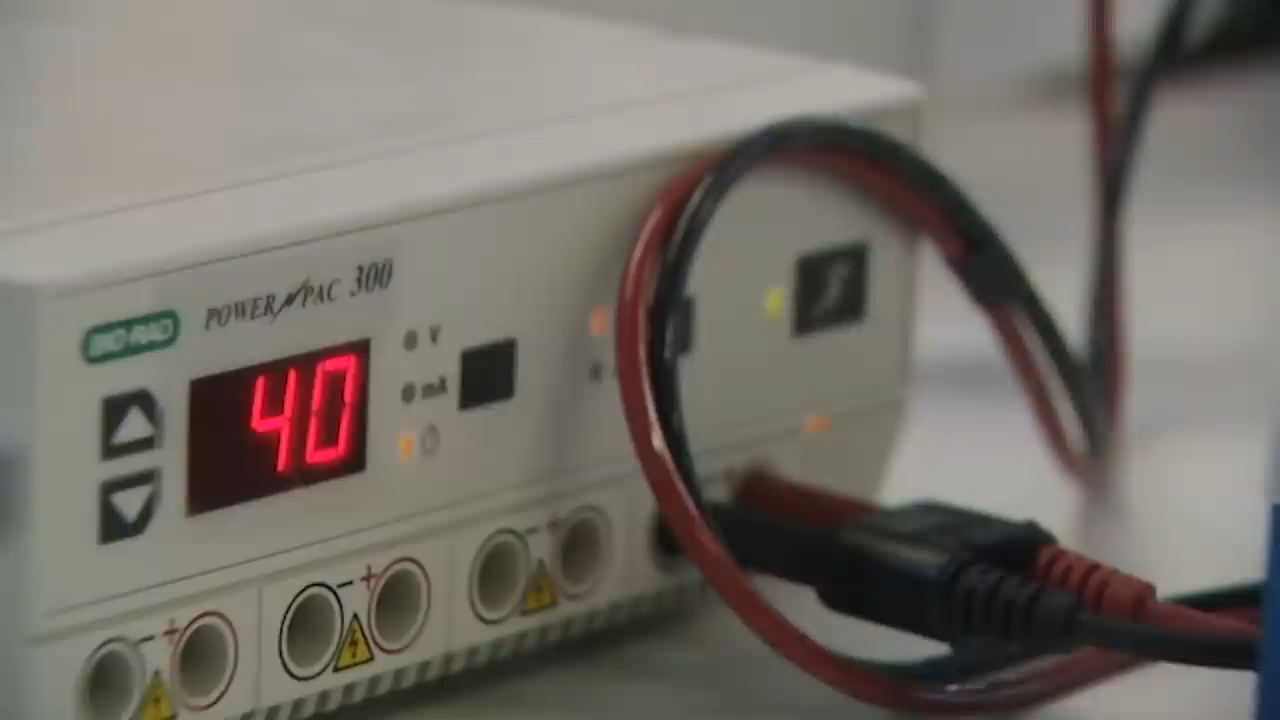 BIO-RAD
POWER PAC 300
40
V
mA
- +
- +
- +